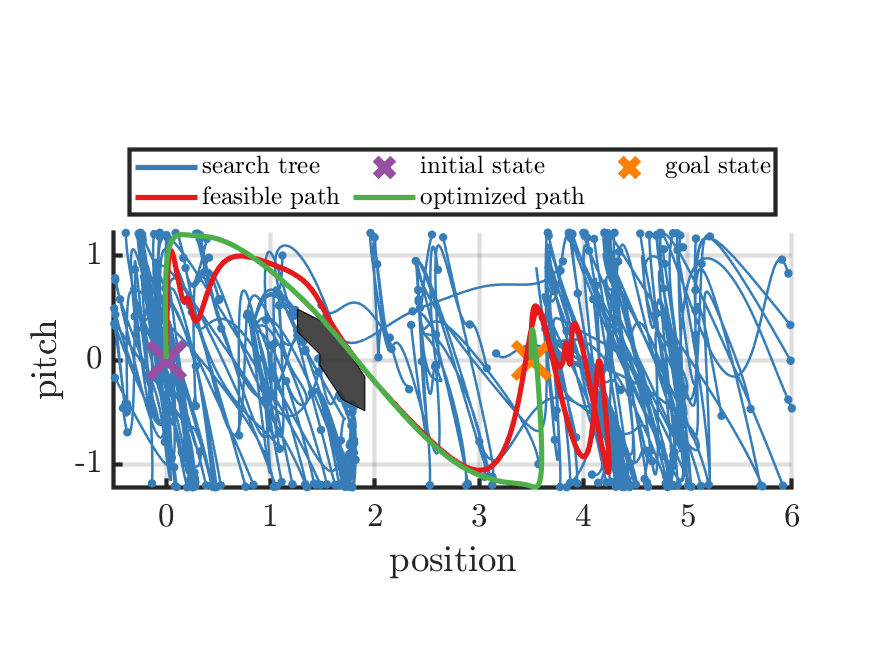 search tree initial state goal state
feasible path optimized path
1
0
-1
pitch
0 1 2 3 4 5 6
position